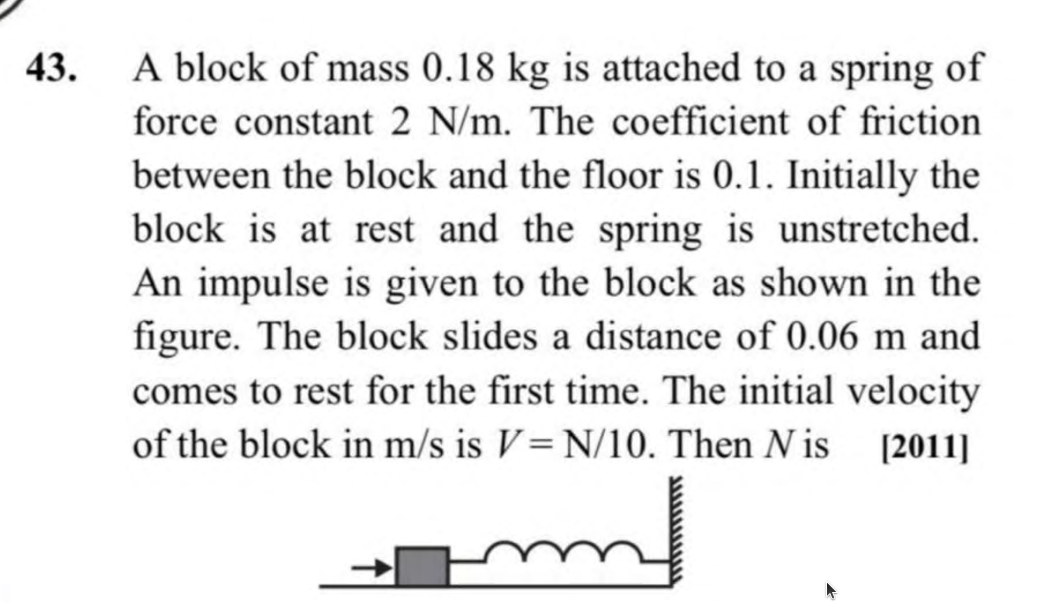 43. A block of mass 0.18 kg is attached to a spring of
force constant 2 N/m. The coefficient of friction
between the block and the floor is 0.1. Initially the
block is at rest and the spring is unstretched.
An impulse is given to the block as shown in the
figure. The block slides a distance of 0.06 m and
comes to rest for the first time. The initial velocity
of the block in m/s is V = N/10. Then N is [2011]